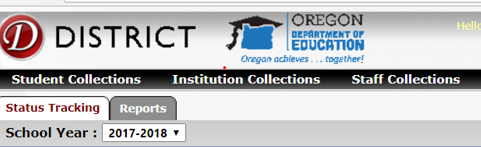 D DISTRICT
OREGON
DEPARTMENT OF
EDUCATION
Oregon achieves . . . together!
Hello
Student Collections Institution Collections Staff Collections
Status Tracking Reports
School Year : 2017-2018